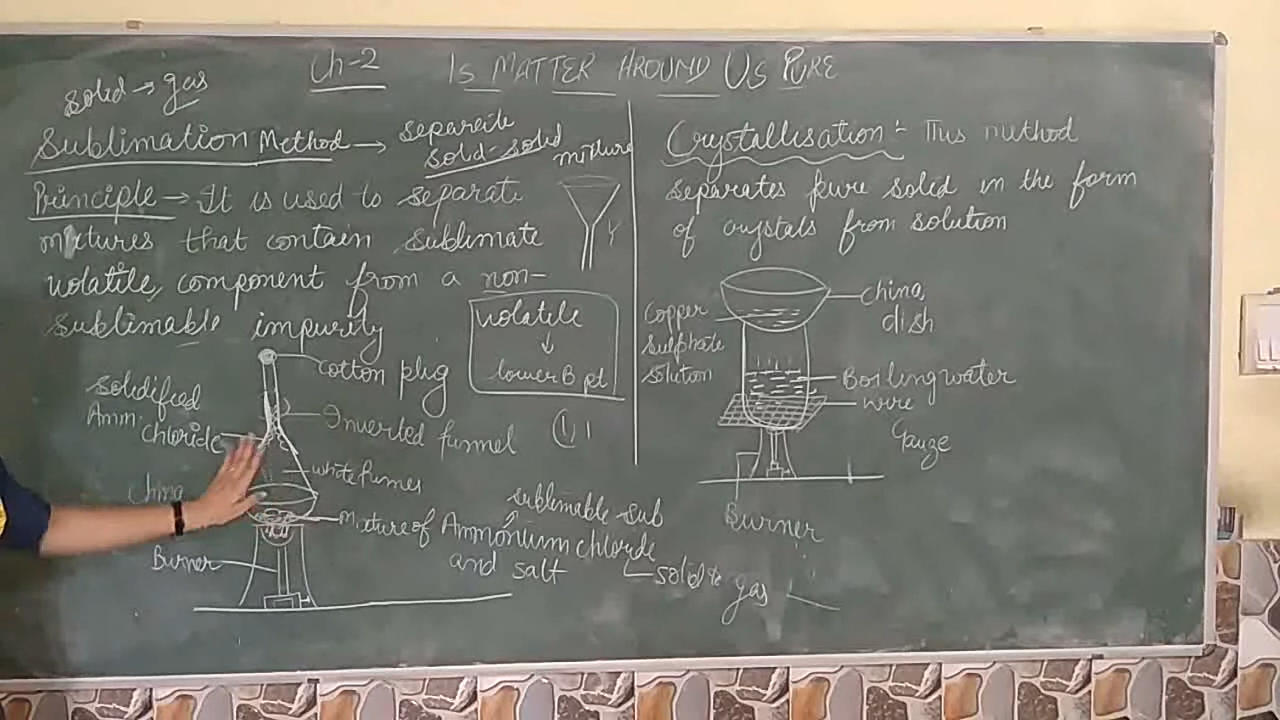 Ch-2 IS MATTER AROUND US PURE
solid → gas
Sublimation Method → separate
solid-solid
mixture
Principle → It is used to separate
mixtures that contain sublimate
volatile, component from a non-
sublimable impurity
volatile
↓
lower B pt
cotton plug
solidified
Amm
chloride
Inverted funnel
white fumes
China
mixture of Ammonium chloride
and salt
sublimable sub
solid to gas
Burner
Crystallisation :- This method
separates pure solid in the form
of crystals from solution
China
dish
Copper
Sulphate
Solution
Boiling water
wire
Gauze
Burner